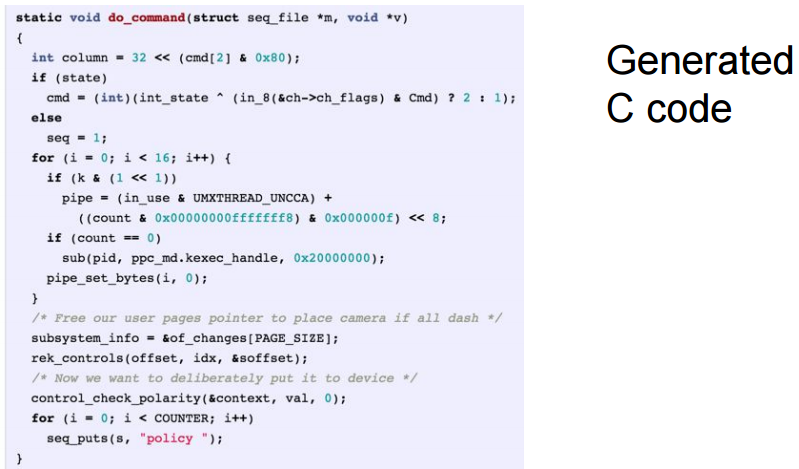 static void do_command(struct seq_file *m, void *v)
{
  int column = 32 << (cmd[2] & 0x80);
  if (state)
    cmd = (int)(int_state ^ (in_8(&ch->ch_flags) & Cmd) ? 2 : 1);
  else
    seq = 1;
  for (i = 0; i < 16; i++) {
    if (k & (1 << 1))
      pipe = (in_use & UMXTHREAD_UNCCA) +
        ((count & 0x00000000fffffff8) & 0x000000f) << 8;
    if (count == 0)
      sub(pid, ppc_md.kexec_handle, 0x20000000);
    pipe_set_bytes(i, 0);
  }
  /* Free our user pages pointer to place camera if all dash */
  subsystem_info = &of_changes[PAGE_SIZE];
  rek_controls(offset, idx, &soffset);
  /* Now we want to deliberately put it to device */
  control_check_polarity(&context, val, 0);
  for (i = 0; i < COUNTER; i++)
    seq_puts(s, "policy ");
}
Generated
C code